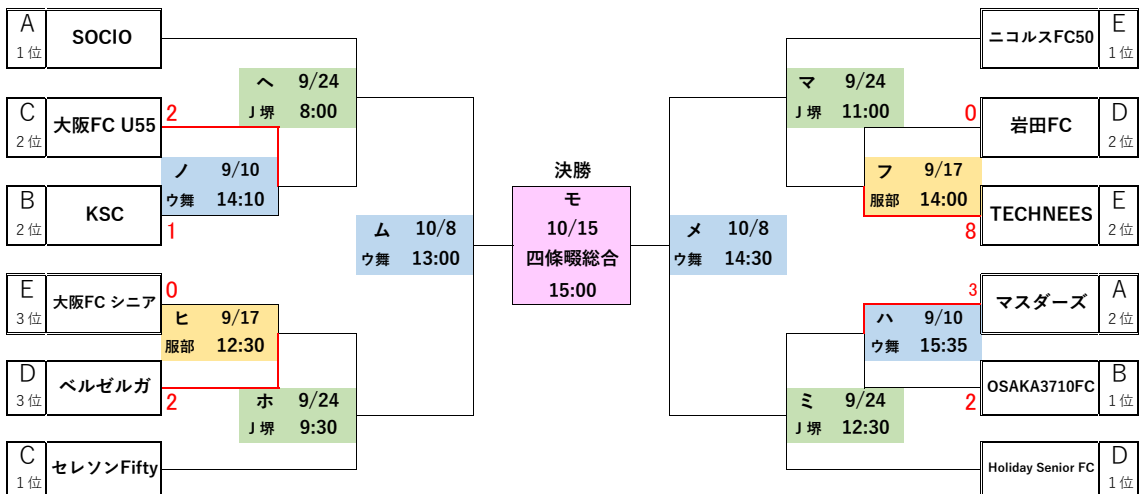 A
1位
SOCIO
ヘ 9/24
J堺 8:00
C
2位
大阪FC U55
2
ノ 9/10
ウ舞 14:10
B
2位
KSC
1
ム 10/8
ウ舞 13:00
E
3位
大阪FC シニア
0
ヒ 9/17
服部 12:30
D
3位
ベルゼルガ
2
ホ 9/24
J堺 9:30
C
1位
セレソンFifty
決勝
モ
10/15
四條畷総合
15:00
ニコルスFC50
E
1位
マ 9/24
J堺 11:00
0
岩田FC
D
2位
フ 9/17
服部 14:00
8
TECHNEES
E
2位
メ 10/8
ウ舞 14:30
3
マスダーズ
A
2位
ハ 9/10
ウ舞 15:35
2
OSAKA3710FC
B
1位
ミ 9/24
J堺 12:30
Holiday Senior FC
D
1位